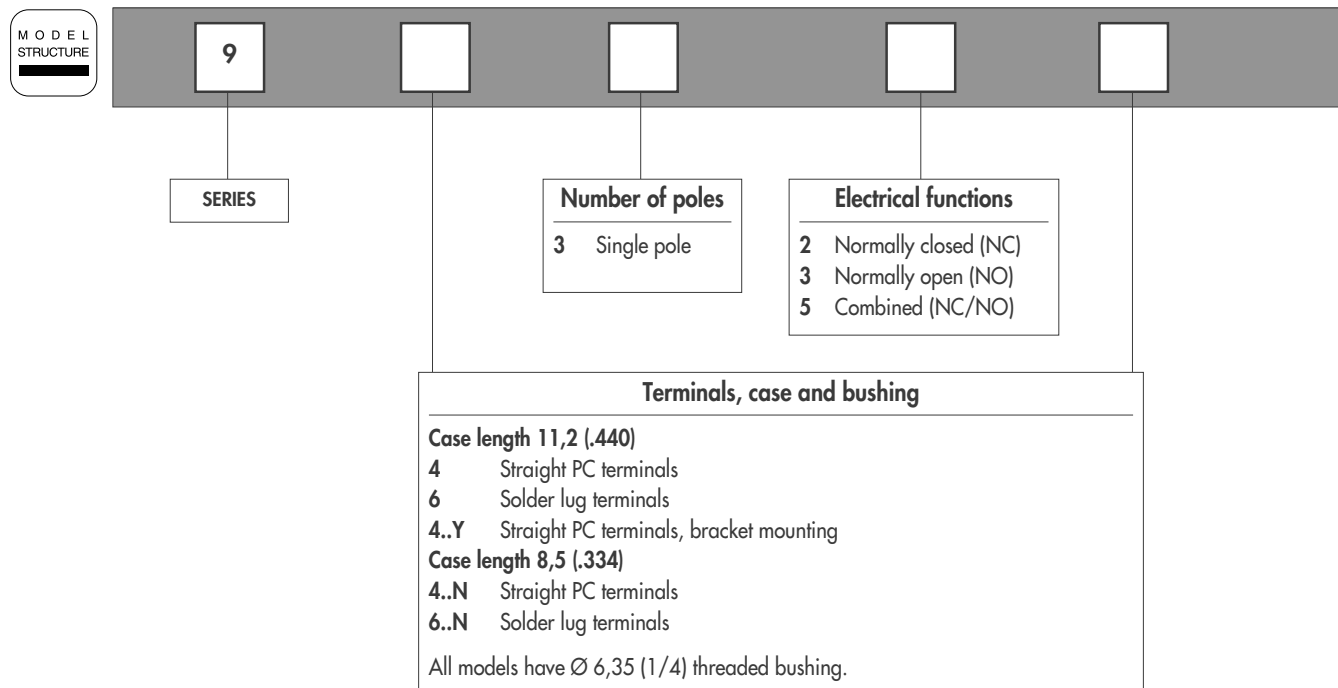 MODEL
STRUCTURE
9
SERIES
Number of poles
3 Single pole
Electrical functions
2 Normally closed (NC)
3 Normally open (NO)
5 Combined (NC/NO)
Terminals, case and bushing
Case length 11,2 (.440)
4 Straight PC terminals
6 Solder lug terminals
4..Y Straight PC terminals, bracket mounting
Case length 8,5 (.334)
4..N Straight PC terminals
6..N Solder lug terminals
All models have Ø 6,35 (1/4) threaded bushing.